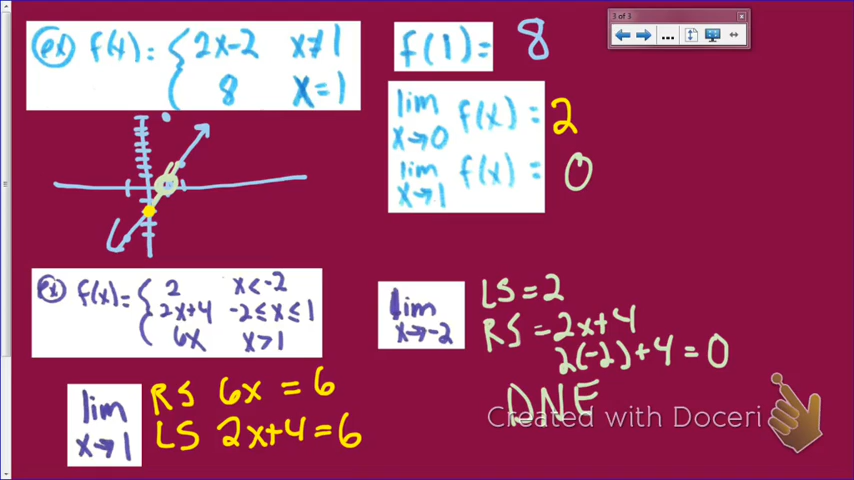 ex f(x) = { 2x-2 x≠1
8 x=1
f(1) = 8
lim x→0 f(x) = 2
lim x→1 f(x) = 0
3 of 3
ex f(x) = { 2 x<-2
2x+4 -2≤x≤1
6x x>1
lim x→-2
LS = 2
RS = 2x+4
2(-2)+4 = 0
DNE
lim x→1
RS 6x = 6
LS 2x+4 = 6
Created with Doceri